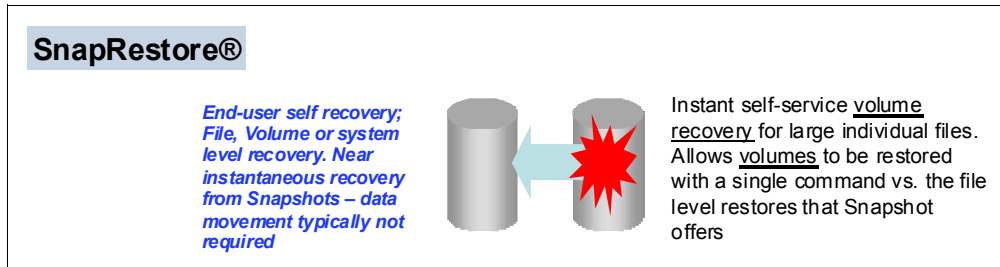 SnapRestore®
End-user self recovery;
File, Volume or system
level recovery. Near
instantaneous recovery
from Snapshots – data
movement typically not
required
Instant self-service volume
recovery for large individual files.
Allows volumes to be restored
with a single command vs. the file
level restores that Snapshot
offers